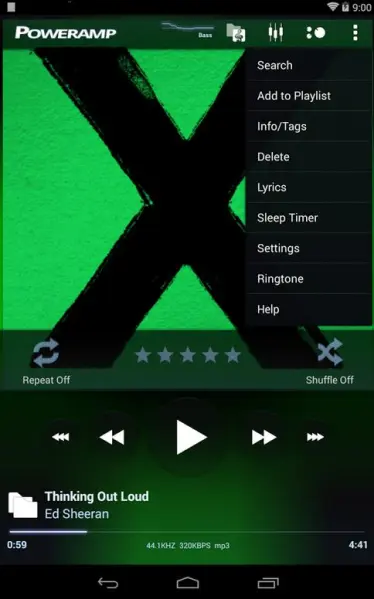 9:00
POWERAMP
Bass
Search
Add to Playlist
Info/Tags
Delete
Lyrics
Sleep Timer
Settings
Ringtone
Help
Repeat Off
Shuffle Off
Thinking Out Loud
Ed Sheeran
0:59 44.1KHZ 320KBPS mp3 4:41